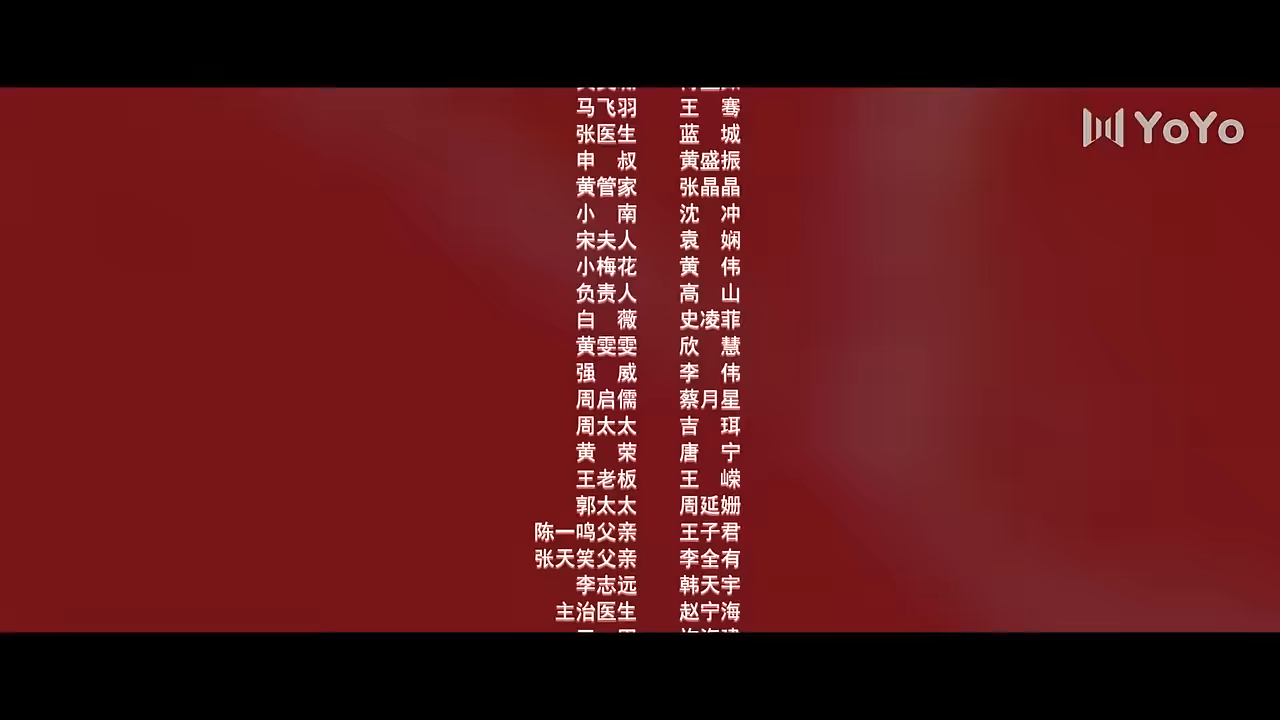 YoYo
马飞羽 王 骞
张医生 蓝 城
申 叔 黄盛振
黄管家 张晶晶
小 南 沈 冲
宋夫人 袁 娴
小梅花 黄 伟
负责人 高 山
白 薇 史凌菲
黄雯雯 欣 慧
强 威 李 伟
周启儒 蔡月星
周太太 吉 珥
黄 荣 唐 宁
王老板 王 嵘
郭太太 周延姗
陈一鸣父亲 王子君
张天笑父亲 李全有
李志远 韩天宇
主治医生 赵宁海